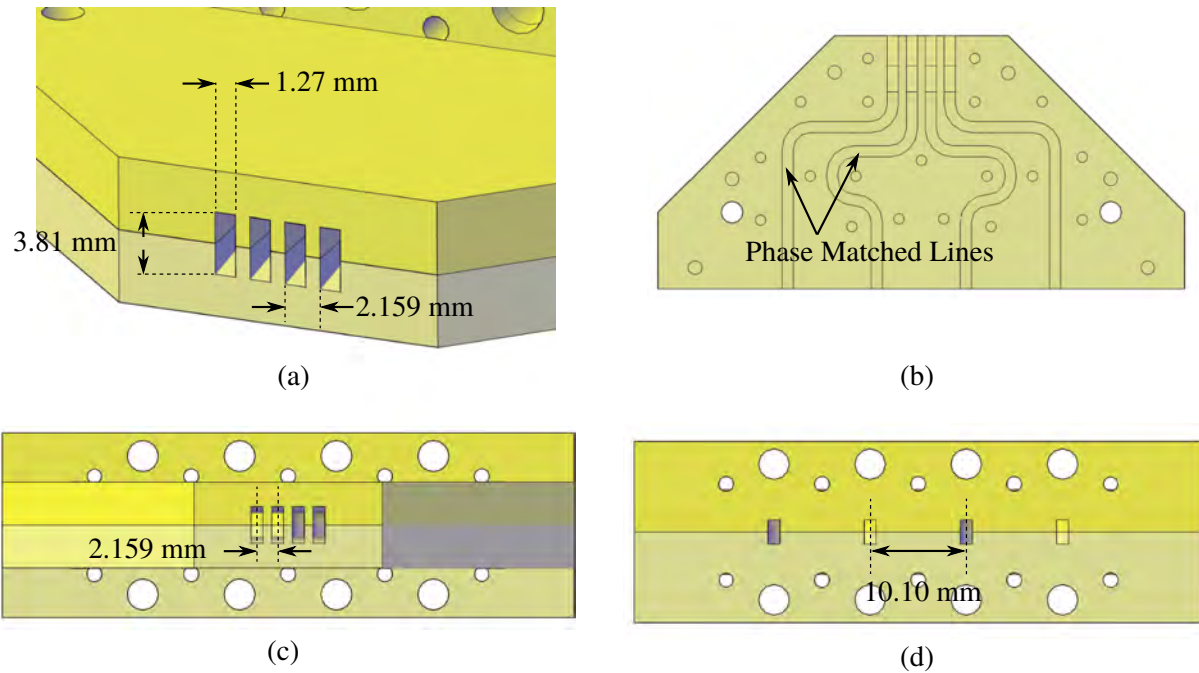 1.27 mm
3.81 mm
2.159 mm
(a)
Phase Matched Lines
(b)
2.159 mm
(c)
10.10 mm
(d)